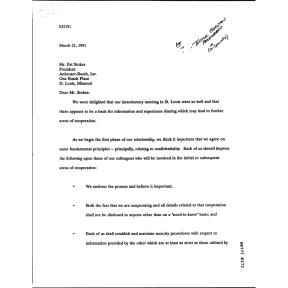 032191
March 21, 1991
Mr. Pat Stokes
President
Anheuser-Busch, Inc.
One Busch Place
St. Louis, Missouri
Dear Mr. Stokes:
We were delighted that our introductory meeting in St. Louis went so well and that
there appears to be a basis for information and experience sharing which may lead to further
areas of cooperation.
As we begin the first phase of our relationship, we think it important that we agree on
some fundamental principles - principally, relating to confidentiality. Each of us should impress
the following upon those of our colleagues who will be involved in the initial or subsequent
areas of cooperation:
• We endorse the process and believe it important;
• Both the fact that we are cooperating and all details related to that cooperation
shall not be disclosed to anyone other than on a "need to know" basis; and
• Each of us shall establish and maintain security procedures with respect to
information provided by the other which are at least as strict as those utilized by